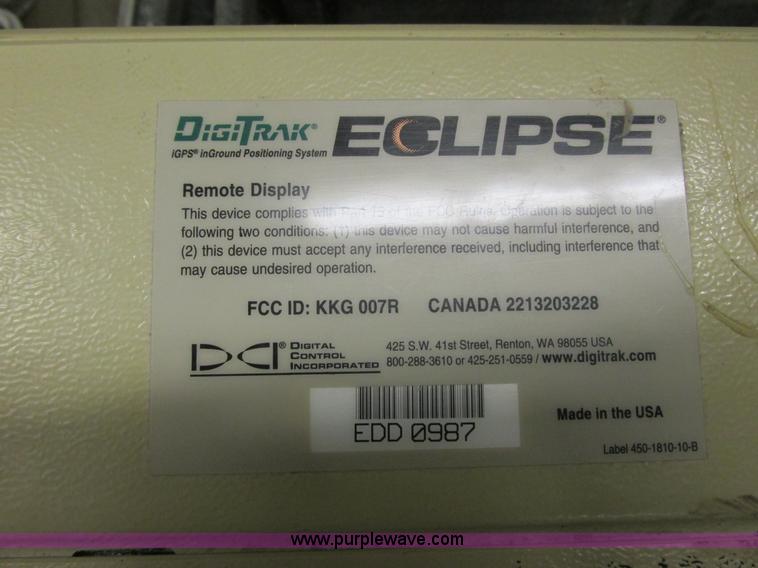 DIGITRAK® ECLIPSE®
iGPS® inGround Positioning System
Remote Display
This device complies with Part 15 of the FCC Rules. Operation is subject to the
following two conditions: (1) this device may not cause harmful interference, and
(2) this device must accept any interference received, including interference that
may cause undesired operation.
FCC ID: KKG 007R CANADA 2213203228
DCI® DIGITAL
CONTROL
INCORPORATED
425 S.W. 41st Street, Renton, WA 98055 USA
800-288-3610 or 425-251-0559 / www.digitrak.com
EDD 0987
Made in the USA
Label 450-1810-10-B
www.purplewave.com